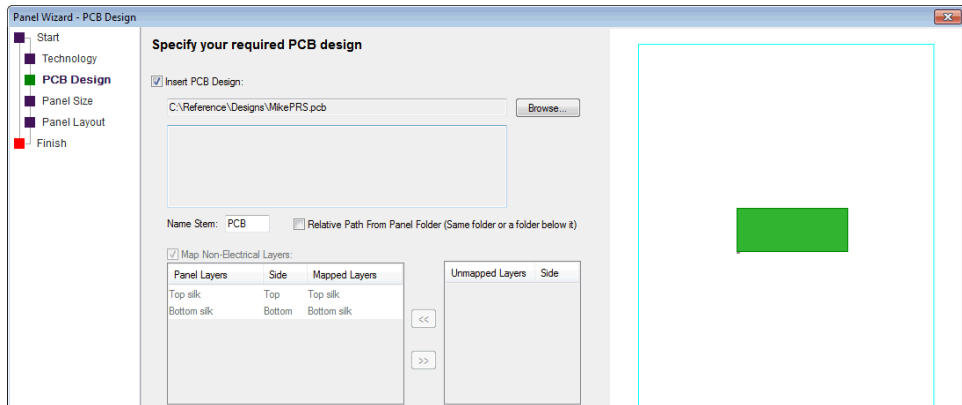 Panel Wizard - PCB Design
Start
Technology
PCB Design
Panel Size
Panel Layout
Finish
Specify your required PCB design
Insert PCB Design:
C:\Reference\Designs\MikePRS.pcb
Browse...
Name Stem: PCB Relative Path From Panel Folder (Same folder or a folder below it)
Map Non-Electrical Layers:
Panel Layers Side Mapped Layers
Top silk Top Top silk
Bottom silk Bottom Bottom silk
<<
>>
Unmapped Layers Side